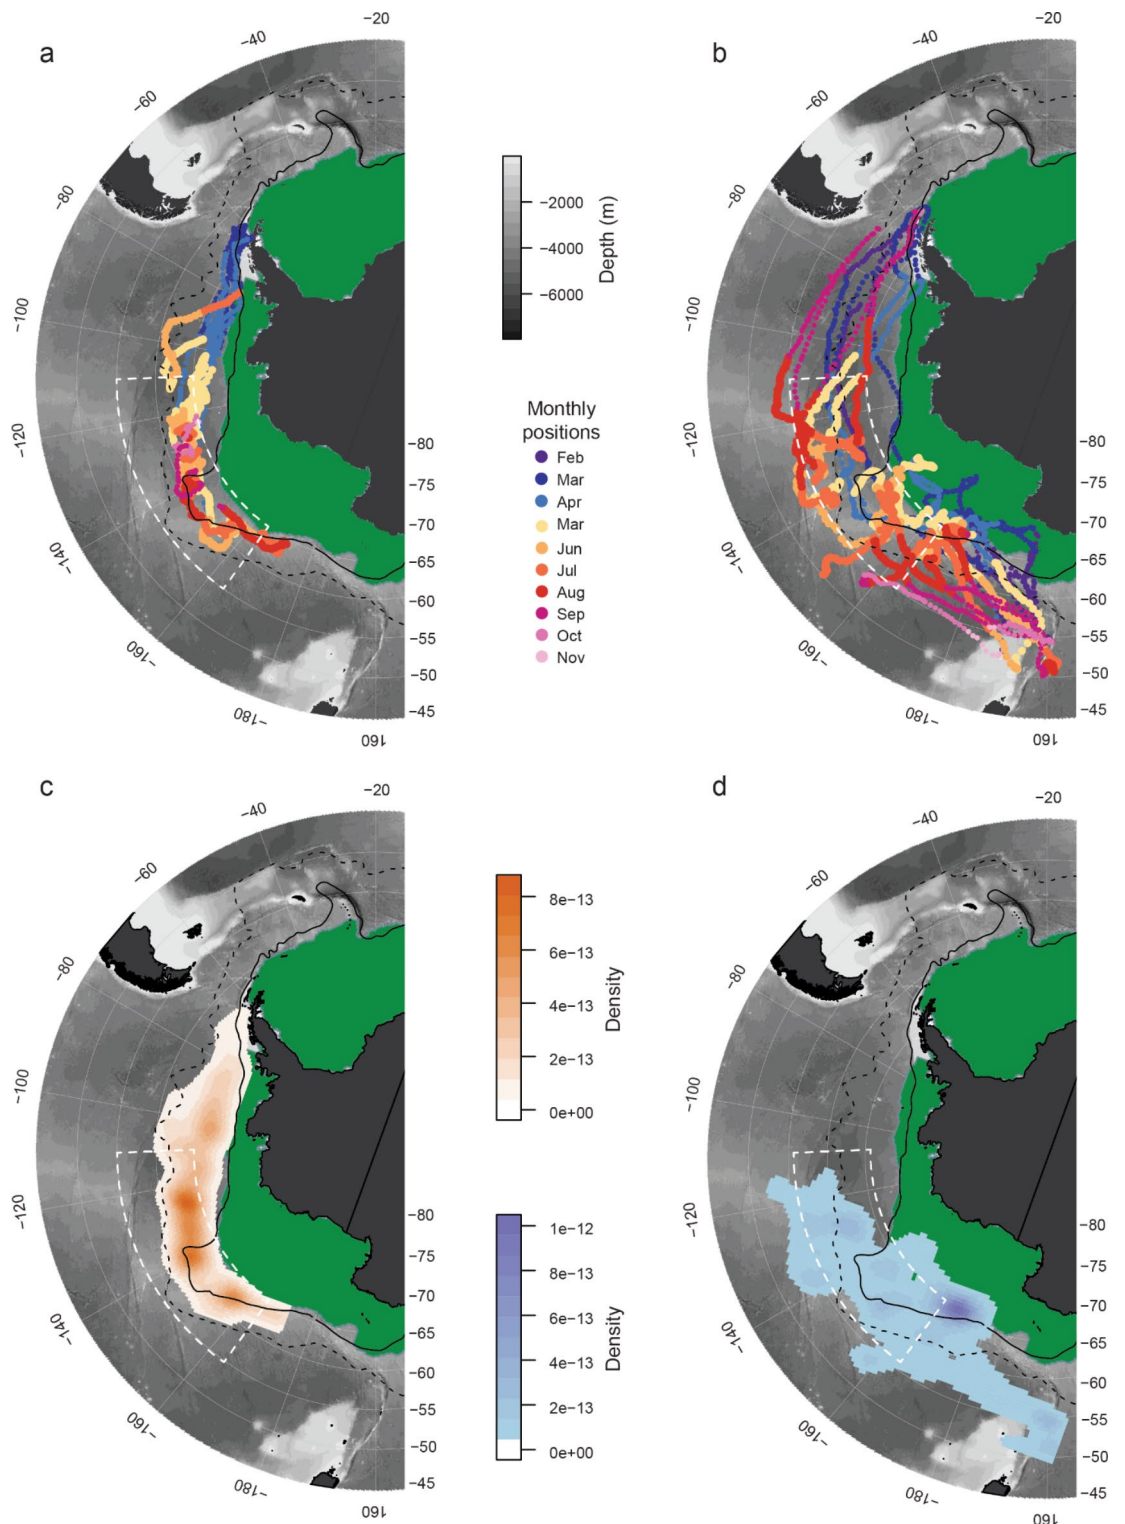 a
−20
−40
−60
−80
−100
−120
−140
−160
−180
160
−80
−75
−70
−65
−60
−55
−50
−45
−2000
−4000
−6000
Depth (m)
Monthly
positions
Feb
Mar
Apr
Mar
Jun
Jul
Aug
Sep
Oct
Nov
b
−20
−40
−60
−80
−100
−120
−140
−160
−180
160
−80
−75
−70
−65
−60
−55
−50
−45
c
−20
−40
−60
−80
−100
−120
−140
−160
−180
160
−80
−75
−70
−65
−60
−55
−50
−45
8e−13
6e−13
4e−13
2e−13
0e+00
Density
1e−12
8e−13
6e−13
4e−13
2e−13
0e+00
Density
d
−20
−40
−60
−80
−100
−120
−140
−160
−180
160
−80
−75
−70
−65
−60
−55
−50
−45